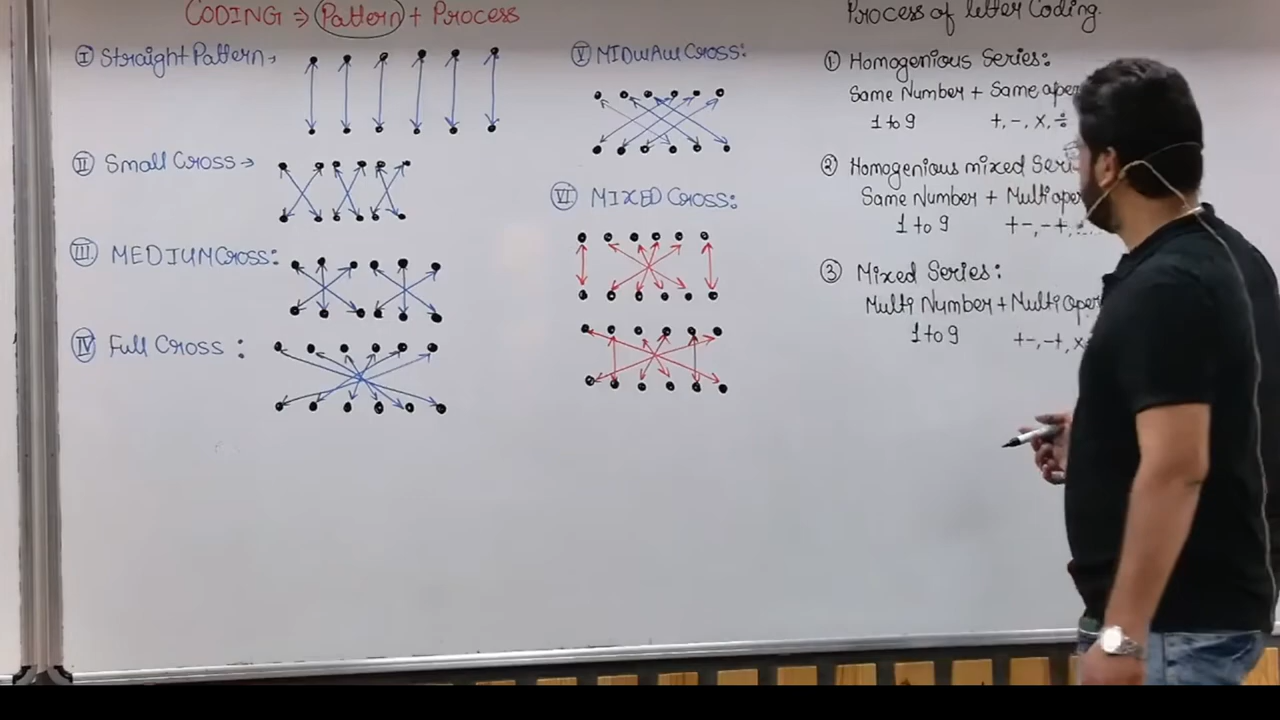 CODING ⇒ Pattern + Process
I Straight Pattern →
II Small Cross →
III MEDIUM Cross:
IV Full Cross :
V MIDWAW Cross:
VI MIXED Cross:
Process of letter Coding.
1 Homogenious Series:
Same Number + Same oper
1 to 9 +, -, x, ÷
2 Homogenious mixed Seri
Same Number + Multi oper
1 to 9 +-, -+, ...
3 Mixed Series:
Multi Number + Multi Oper
1 to 9 +-, -+, x